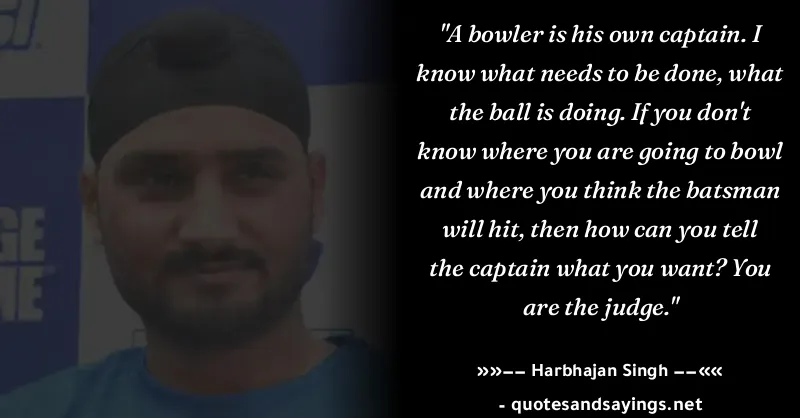 "A bowler is his own captain. I
know what needs to be done, what
the ball is doing. If you don't
know where you are going to bowl
and where you think the batsman
will hit, then how can you tell
the captain what you want? You
are the judge."
»»−− Harbhajan Singh −−««
- quotesandsayings.net